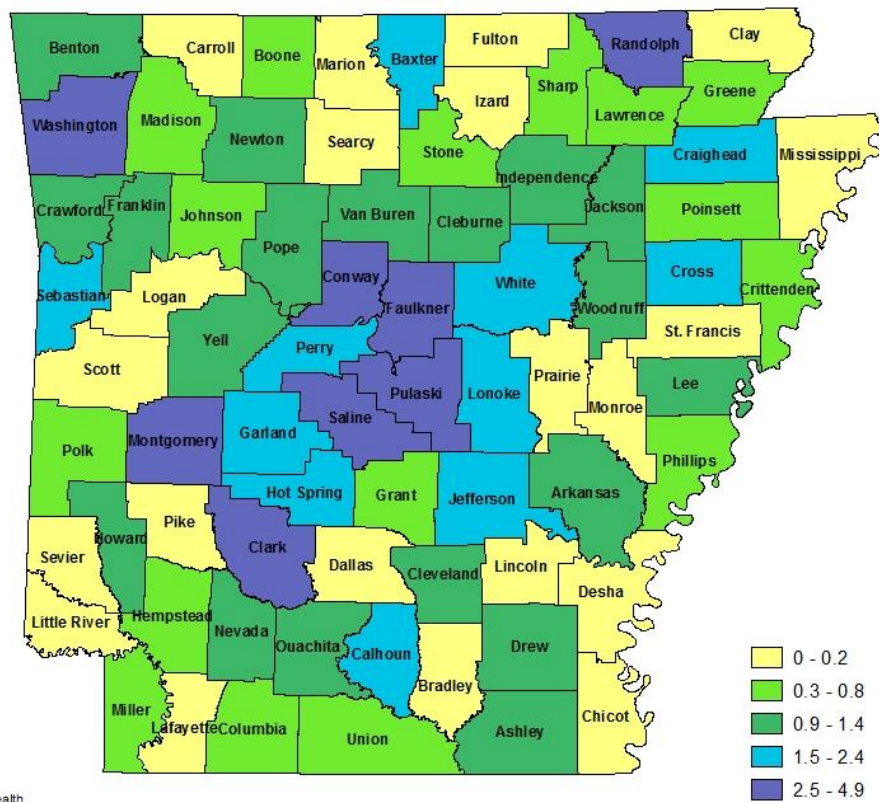 Benton
Carroll
Boone
Marion
Baxter
Fulton
Randolph
Clay
Izard
Sharp
Lawrence
Greene
Washington
Madison
Newton
Searcy
Stone
Independence
Craighead
Mississippi
Crawford
Franklin
Johnson
Pope
Van Buren
Cleburne
Jackson
Poinsett
Sebastian
Logan
Conway
Faulkner
White
Woodruff
Cross
Crittenden
Scott
Yell
Perry
Pulaski
Lonoke
Prairie
Monroe
St. Francis
Lee
Polk
Montgomery
Garland
Saline
Phillips
Hot Spring
Grant
Jefferson
Arkansas
Sevier
Howard
Pike
Clark
Dallas
Cleveland
Lincoln
Desha
Little River
Hempstead
Nevada
Ouachita
Calhoun
Bradley
Drew
Chicot
Miller
Lafayette
Columbia
Union
Ashley
0 - 0.2
0.3 - 0.8
0.9 - 1.4
1.5 - 2.4
2.5 - 4.9